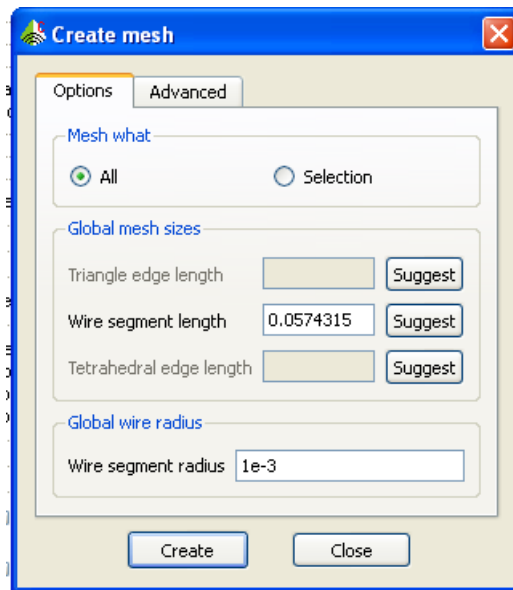 Create mesh
Options Advanced
Mesh what
All Selection
Global mesh sizes
Triangle edge length Suggest
Wire segment length 0.0574315 Suggest
Tetrahedral edge length Suggest
Global wire radius
Wire segment radius 1e-3
Create Close